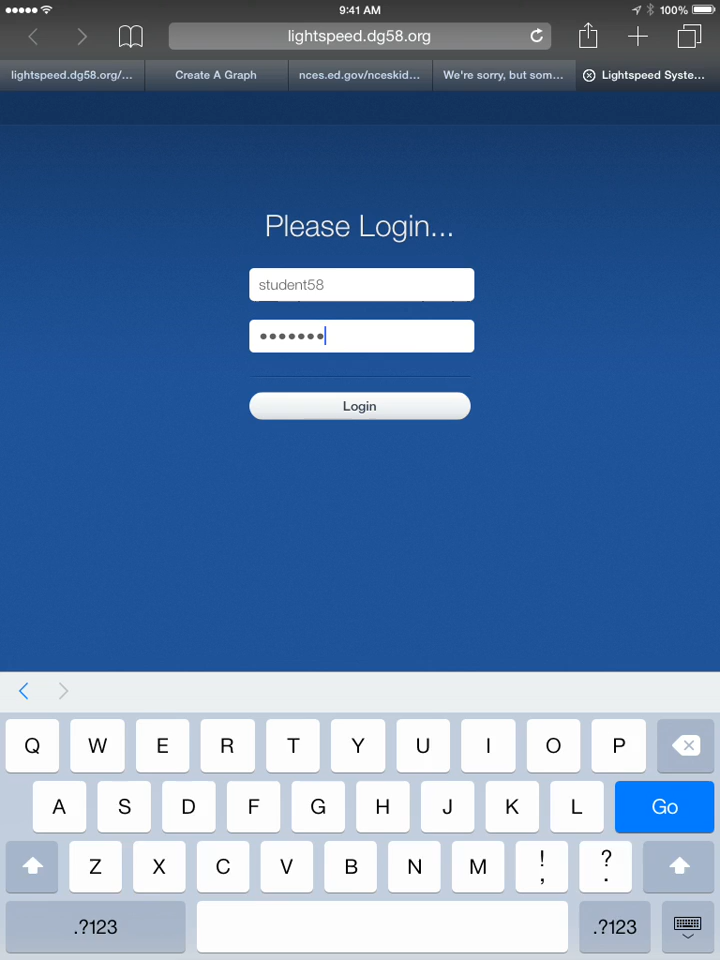 9:41 AM
100%
lightspeed.dg58.org
lightspeed.dg58.org/...
Create A Graph
nces.ed.gov/nceskid...
We're sorry, but som...
Lightspeed Syste...
Please Login...
student58
●●●●●●●
Login
Q W E R T Y U I O P
A S D F G H J K L Go
Z X C V B N M ! , ? .
.?123 .?123